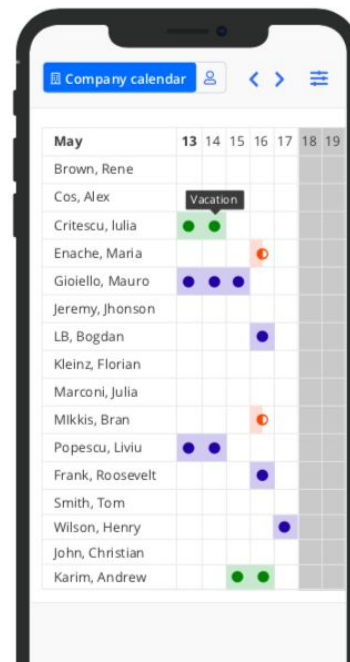 Company calendar
May 13 14 15 16 17 18 19
Brown, Rene
Cos, Alex
Vacation
Critescu, Iulia
Enache, Maria
Gioiello, Mauro
Jeremy, Jhonson
LB, Bogdan
Kleinz, Florian
Marconi, Julia
MIkkis, Bran
Popescu, Liviu
Frank, Roosevelt
Smith, Tom
Wilson, Henry
John, Christian
Karim, Andrew